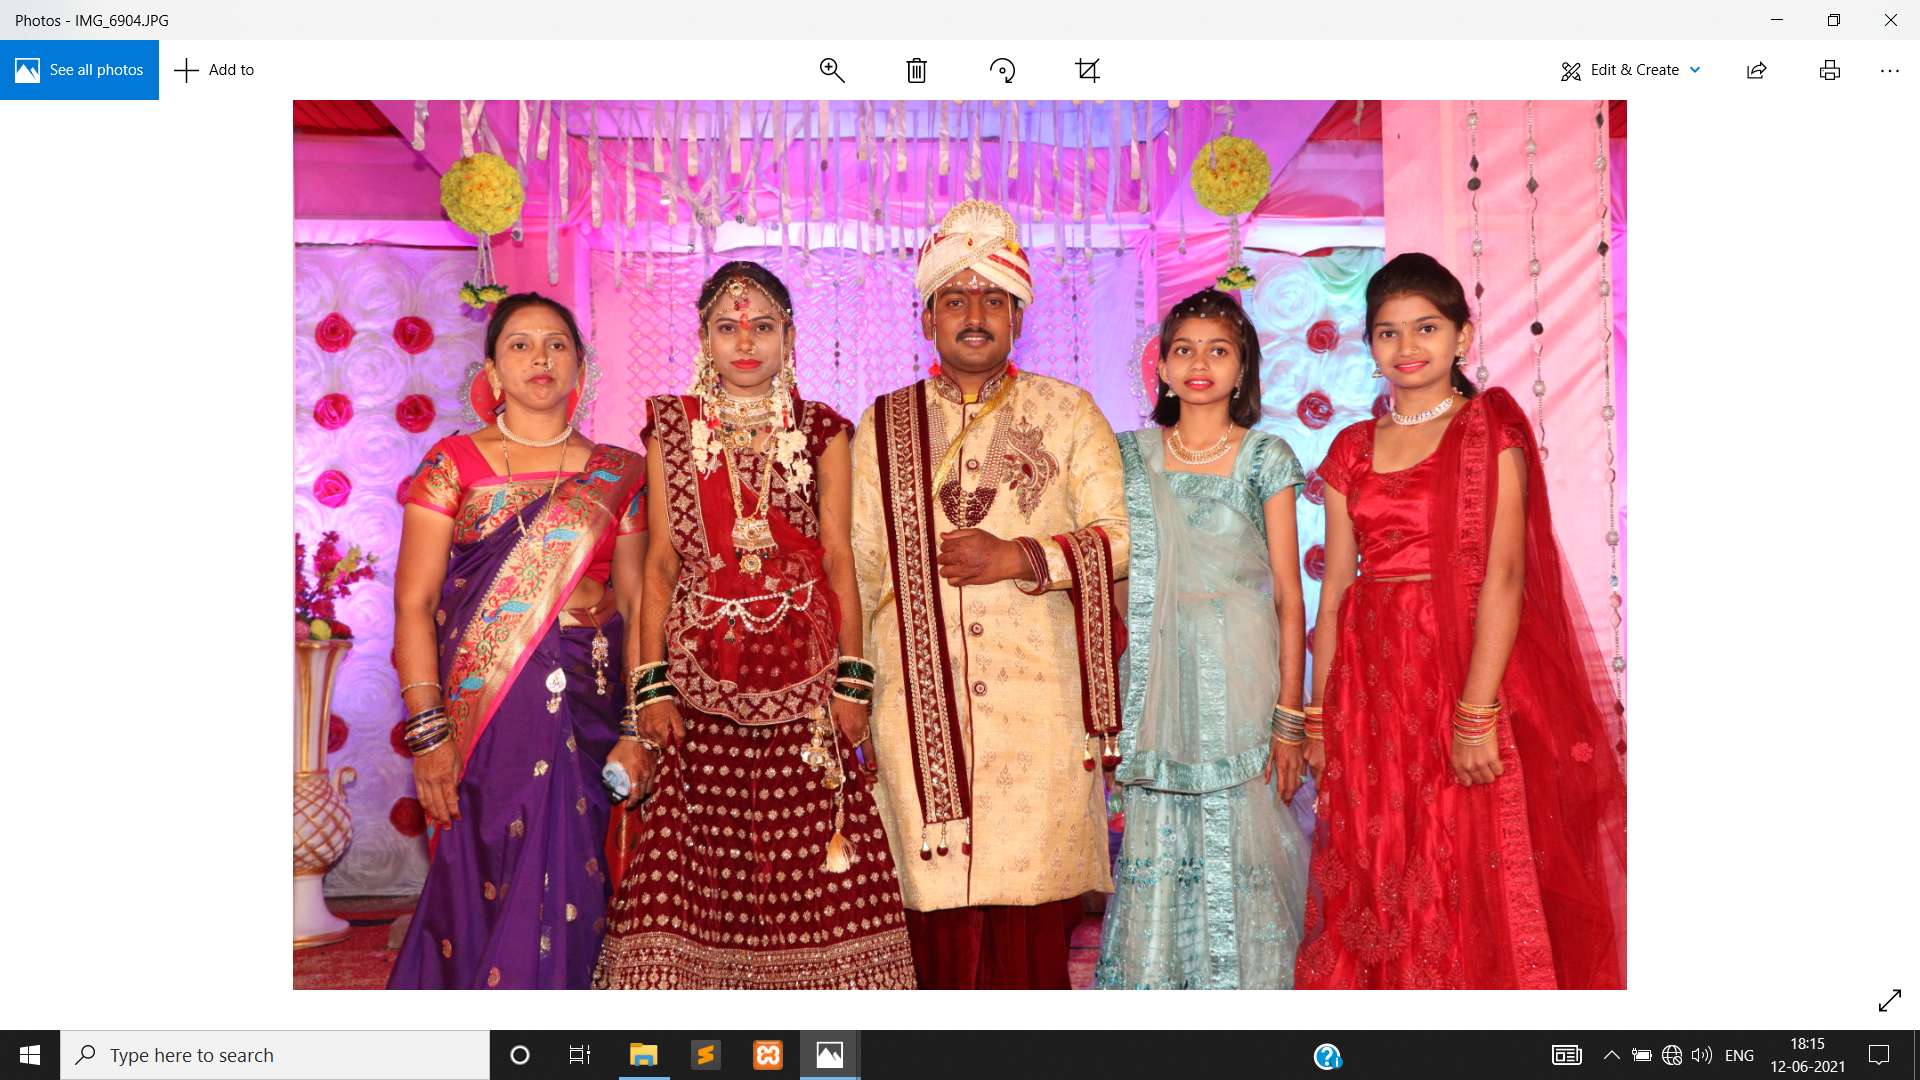 Photos - IMG_6904.JPG
See all photos
Add to
Edit & Create
Type here to search
ENG
18:15
12-06-2021